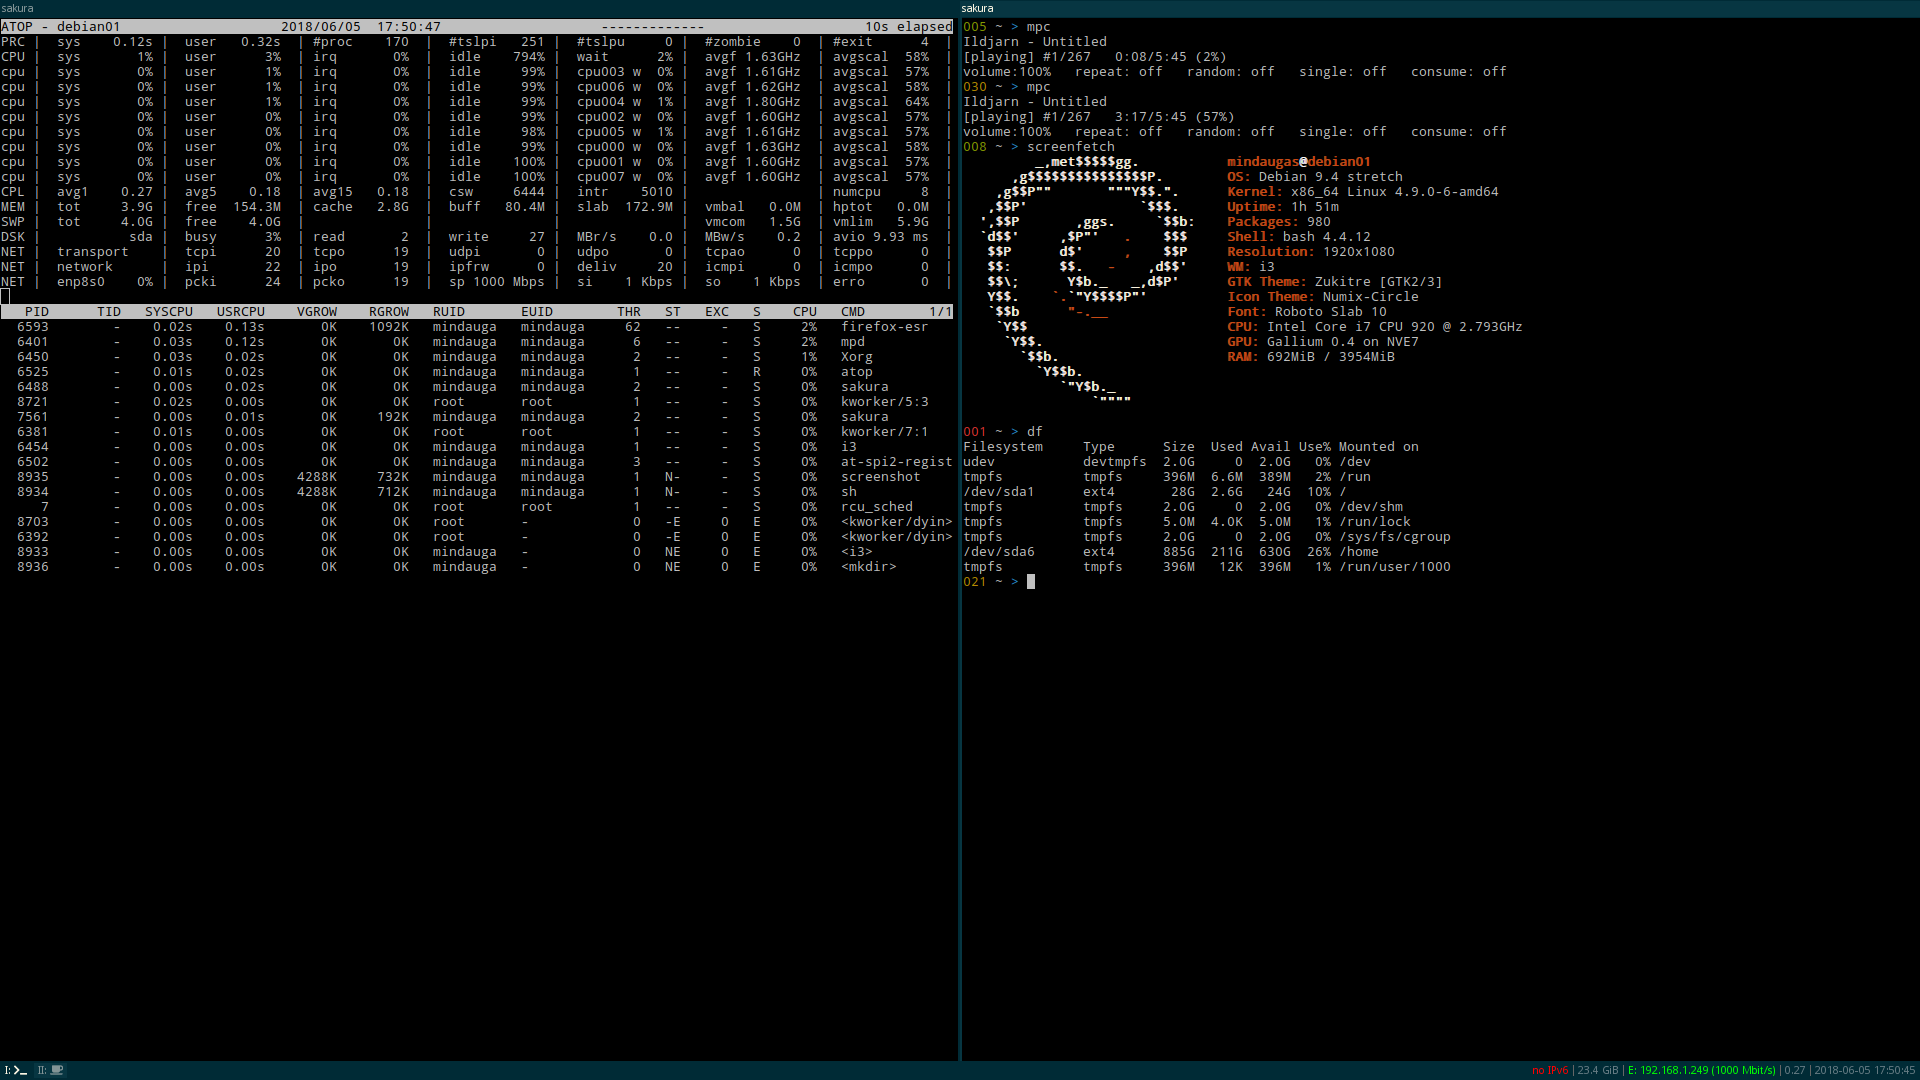 sakura
ATOP - debian01 2018/06/05 17:50:47 ------------- 10s elapsed
PRC | sys 0.12s | user 0.32s | #proc 170 | #tslpi 251 | #tslpu 0 | #zombie 0 | #exit 4 |
CPU | sys 1% | user 3% | irq 0% | idle 794% | wait 2% | avgf 1.63GHz | avgscal 58% |
cpu | sys 0% | user 1% | irq 0% | idle 99% | cpu003 w 0% | avgf 1.61GHz | avgscal 57% |
cpu | sys 0% | user 1% | irq 0% | idle 99% | cpu006 w 0% | avgf 1.62GHz | avgscal 58% |
cpu | sys 0% | user 1% | irq 0% | idle 99% | cpu004 w 1% | avgf 1.80GHz | avgscal 64% |
cpu | sys 0% | user 0% | irq 0% | idle 99% | cpu002 w 0% | avgf 1.60GHz | avgscal 57% |
cpu | sys 0% | user 0% | irq 0% | idle 98% | cpu005 w 1% | avgf 1.61GHz | avgscal 57% |
cpu | sys 0% | user 0% | irq 0% | idle 99% | cpu000 w 0% | avgf 1.63GHz | avgscal 58% |
cpu | sys 0% | user 0% | irq 0% | idle 100% | cpu001 w 0% | avgf 1.60GHz | avgscal 57% |
cpu | sys 0% | user 0% | irq 0% | idle 100% | cpu007 w 0% | avgf 1.60GHz | avgscal 57% |
CPL | avg1 0.27 | avg5 0.18 | avg15 0.18 | csw 6444 | intr 5010 | | numcpu 8 |
MEM | tot 3.9G | free 154.3M | cache 2.8G | buff 80.4M | slab 172.9M | vmbal 0.0M | hptot 0.0M |
SWP | tot 4.0G | free 4.0G | | | | vmcom 1.5G | vmlim 5.9G |
DSK | sda | busy 3% | read 2 | write 27 | MBr/s 0.0 | MBw/s 0.2 | avio 9.93 ms |
NET | transport | tcpi 20 | tcpo 19 | udpi 0 | udpo 0 | tcpao 0 | tcppo 0 |
NET | network | ipi 22 | ipo 19 | ipfrw 0 | deliv 20 | icmpi 0 | icmpo 0 |
NET | enp8s0 0% | pcki 24 | pcko 19 | sp 1000 Mbps | si 1 Kbps | so 1 Kbps | erro 0 |
PID TID SYSCPU USRCPU VGROW RGROW RUID EUID THR ST EXC S CPU CMD 1/1
6593 - 0.02s 0.13s 0K 1092K mindauga mindauga 62 -- - S 2% firefox-esr
6401 - 0.03s 0.12s 0K 0K mindauga mindauga 6 -- - S 2% mpd
6450 - 0.03s 0.02s 0K 0K mindauga mindauga 2 -- - S 1% Xorg
6525 - 0.01s 0.02s 0K 0K mindauga mindauga 1 -- - R 0% atop
6488 - 0.00s 0.02s 0K 0K mindauga mindauga 2 -- - S 0% sakura
8721 - 0.02s 0.00s 0K 0K root root 1 -- - S 0% kworker/5:3
7561 - 0.00s 0.01s 0K 192K mindauga mindauga 2 -- - S 0% sakura
6381 - 0.01s 0.00s 0K 0K root root 1 -- - S 0% kworker/7:1
6454 - 0.00s 0.00s 0K 0K mindauga mindauga 1 -- - S 0% i3
6502 - 0.00s 0.00s 0K 0K mindauga mindauga 3 -- - S 0% at-spi2-regist
8935 - 0.00s 0.00s 4288K 732K mindauga mindauga 1 N- - S 0% screenshot
8934 - 0.00s 0.00s 4288K 712K mindauga mindauga 1 N- - S 0% sh
7 - 0.00s 0.00s 0K 0K root root 1 -- - S 0% rcu_sched
8703 - 0.00s 0.00s 0K 0K root - 0 -E 0 E 0% <kworker/dyin>
6392 - 0.00s 0.00s 0K 0K root - 0 -E 0 E 0% <kworker/dyin>
8933 - 0.00s 0.00s 0K 0K mindauga - 0 NE 0 E 0% <i3>
8936 - 0.00s 0.00s 0K 0K mindauga - 0 NE 0 E 0% <mkdir>
sakura
005 ~ > mpc
Ildjarn - Untitled
[playing] #1/267 0:08/5:45 (2%)
volume:100% repeat: off random: off single: off consume: off
030 ~ > mpc
Ildjarn - Untitled
[playing] #1/267 3:17/5:45 (57%)
volume:100% repeat: off random: off single: off consume: off
008 ~ > screenfetch
_,met$$$$$gg. mindaugas@debian01
,g$$$$$$$$$$$$$$$P. OS: Debian 9.4 stretch
,g$$P"" """Y$$.". Kernel: x86_64 Linux 4.9.0-6-amd64
,$$P' `$$$. Uptime: 1h 51m
',$$P ,ggs. `$$b: Packages: 980
`d$$' ,$P"' . $$$ Shell: bash 4.4.12
$$P d$' , $$P Resolution: 1920x1080
$$: $$. - ,d$$' WM: i3
$$\; Y$b._ _,d$P' GTK Theme: Zukitre [GTK2/3]
Y$$. `.`"Y$$$$P"' Icon Theme: Numix-Circle
`$$b "-.__ Font: Roboto Slab 10
`Y$$ CPU: Intel Core i7 CPU 920 @ 2.793GHz
`Y$$. GPU: Gallium 0.4 on NVE7
`$$b. RAM: 692MiB / 3954MiB
`Y$$b.
`"Y$b._
`""""
001 ~ > df
Filesystem Type Size Used Avail Use% Mounted on
udev devtmpfs 2.0G 0 2.0G 0% /dev
tmpfs tmpfs 396M 6.6M 389M 2% /run
/dev/sda1 ext4 28G 2.6G 24G 10% /
tmpfs tmpfs 2.0G 0 2.0G 0% /dev/shm
tmpfs tmpfs 5.0M 4.0K 5.0M 1% /run/lock
tmpfs tmpfs 2.0G 0 2.0G 0% /sys/fs/cgroup
/dev/sda6 ext4 885G 211G 630G 26% /home
tmpfs tmpfs 396M 12K 396M 1% /run/user/1000
021 ~ >
I: >_ II: no IPv6 | 23.4 GiB | E: 192.168.1.249 (1000 Mbit/s) | 0.27 | 2018-06-05 17:50:45